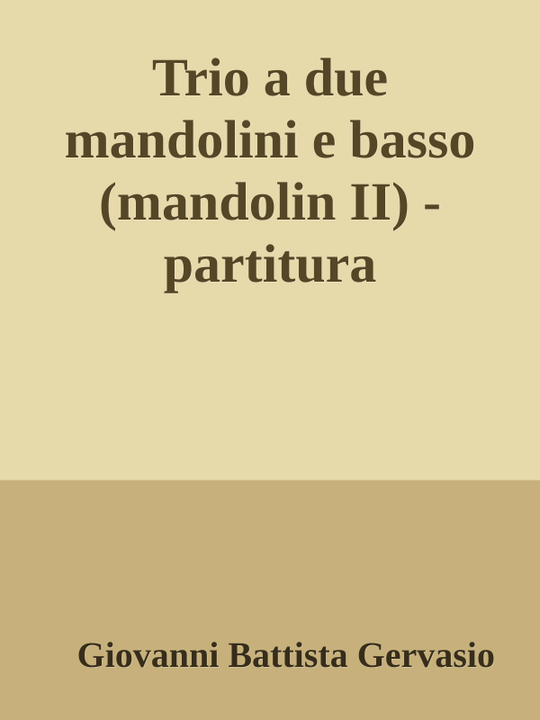 Trio a due
mandolini e basso
(mandolin II) -
partitura
Giovanni Battista Gervasio